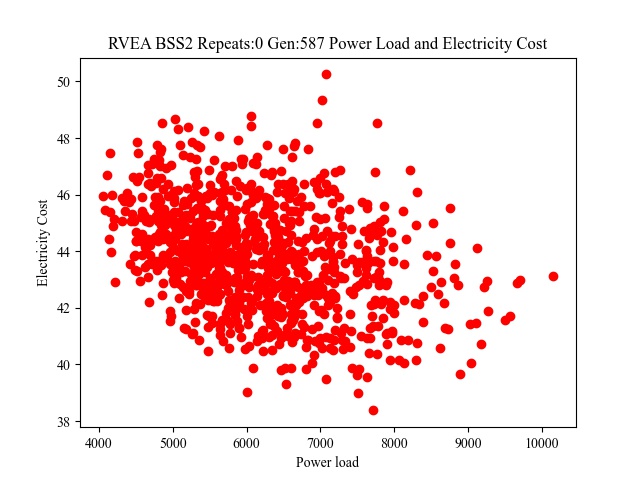 RVEA BSS2 Repeats:0 Gen:587 Power Load and Electricity Cost
50
48
46
44
42
40
38
Electricity Cost
4000 5000 6000 7000 8000 9000 10000
Power load